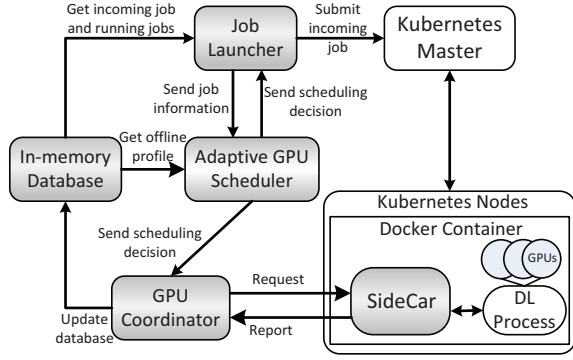 Get incoming job
and running jobs
Job
Launcher
Submit
incoming
job
Kubernetes
Master
Send job
information
Send scheduling
decision
Get offline
profile
In-memory
Database
Adaptive GPU
Scheduler
Kubernetes Nodes
Docker Container
GPUs
Send scheduling
decision
Request
SideCar
DL
Process
GPU
Coordinator
Update
database
Report